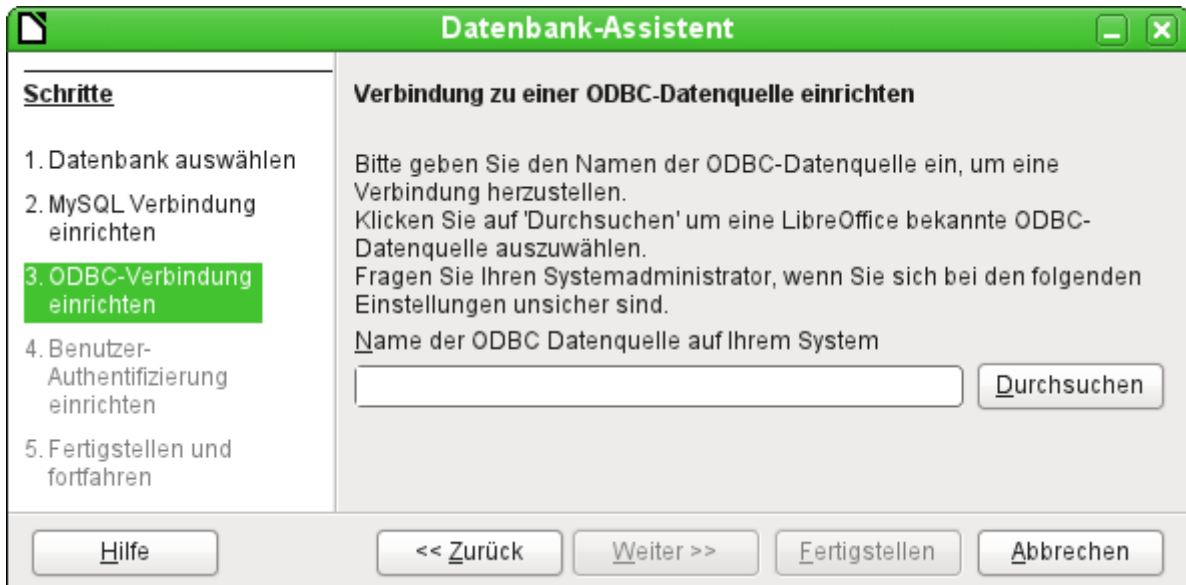 Datenbank-Assistent
Schritte
1. Datenbank auswählen
2. MySQL Verbindung
einrichten
3. ODBC-Verbindung
einrichten
4. Benutzer-
Authentifizierung
einrichten
5. Fertigstellen und
fortfahren
Verbindung zu einer ODBC-Datenquelle einrichten
Bitte geben Sie den Namen der ODBC-Datenquelle ein, um eine
Verbindung herzustellen.
Klicken Sie auf 'Durchsuchen' um eine LibreOffice bekannte ODBC-
Datenquelle auszuwählen.
Fragen Sie Ihren Systemadministrator, wenn Sie sich bei den folgenden
Einstellungen unsicher sind.
Name der ODBC Datenquelle auf Ihrem System
Durchsuchen
Hilfe
<< Zurück
Weiter >>
Fertigstellen
Abbrechen